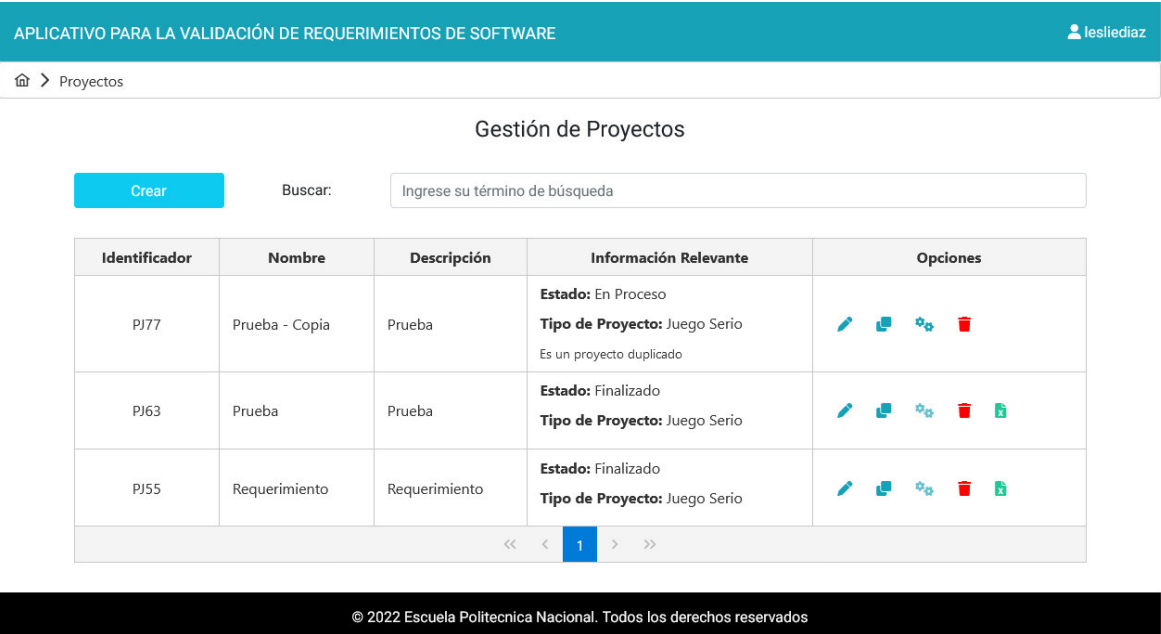 APLICATIVO PARA LA VALIDACIÓN DE REQUERIMIENTOS DE SOFTWARE
lesliediaz
Proyectos
Gestión de Proyectos
Crear
Buscar:
Ingrese su término de búsqueda
Identificador Nombre Descripción Información Relevante Opciones
PJ77 Prueba - Copia Prueba
Estado: En Proceso
Tipo de Proyecto: Juego Serio
Es un proyecto duplicado
PJ63 Prueba Prueba
Estado: Finalizado
Tipo de Proyecto: Juego Serio
PJ55 Requerimiento Requerimiento
Estado: Finalizado
Tipo de Proyecto: Juego Serio
1
© 2022 Escuela Politecnica Nacional. Todos los derechos reservados